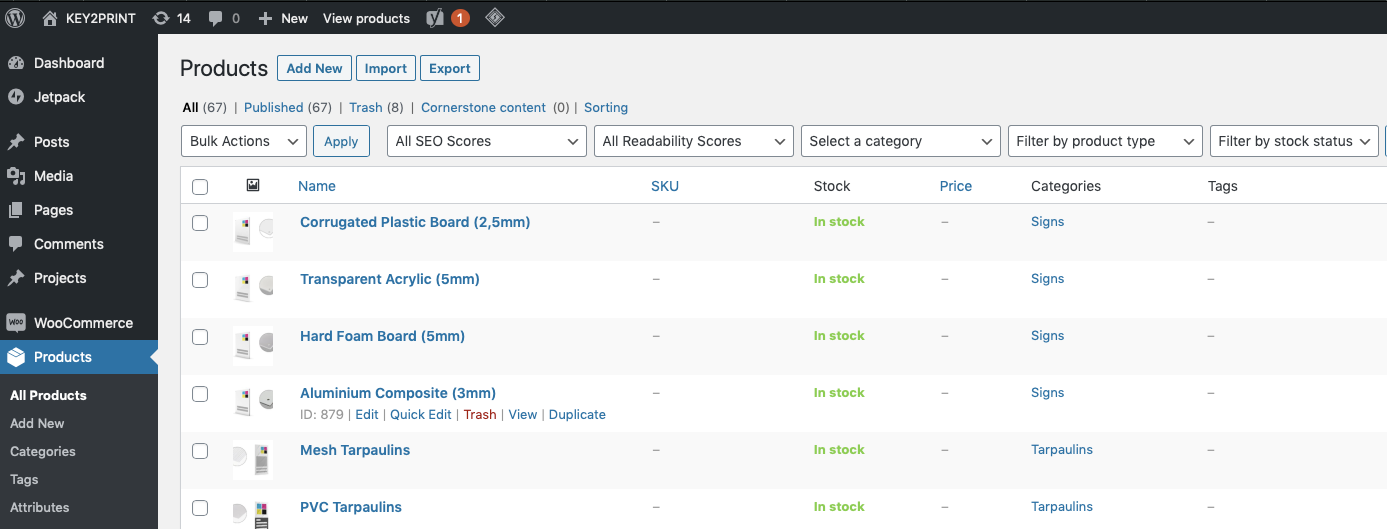 KEY2PRINT 14 0 New View products 1
Dashboard
Jetpack
Posts
Media
Pages
Comments
Projects
WooCommerce
Products
All Products
Add New
Categories
Tags
Attributes
Products Add New Import Export
All (67) | Published (67) | Trash (8) | Cornerstone content (0) | Sorting
Bulk Actions Apply All SEO Scores All Readability Scores Select a category Filter by product type Filter by stock status
Name SKU Stock Price Categories Tags
Corrugated Plastic Board (2,5mm) – In stock – Signs –
Transparent Acrylic (5mm) – In stock – Signs –
Hard Foam Board (5mm) – In stock – Signs –
Aluminium Composite (3mm) – In stock – Signs –
ID: 879 | Edit | Quick Edit | Trash | View | Duplicate
Mesh Tarpaulins – In stock – Tarpaulins –
PVC Tarpaulins – In stock – Tarpaulins –